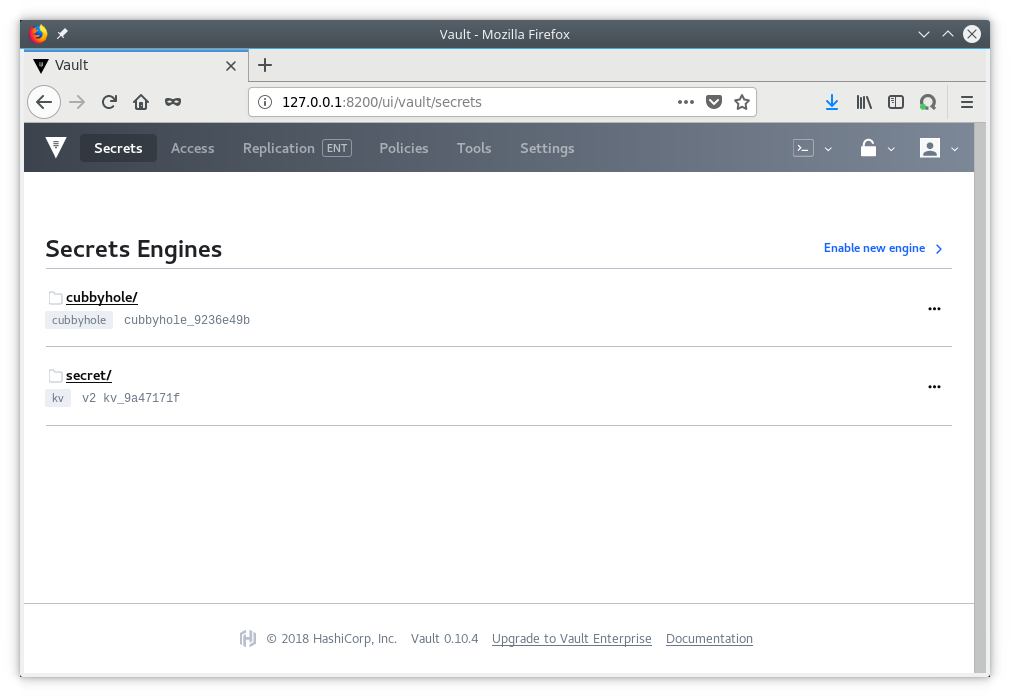 Vault - Mozilla Firefox
Vault
127.0.0.1:8200/ui/vault/secrets
Secrets Access Replication ENT Policies Tools Settings
Secrets Engines Enable new engine
cubbyhole/
cubbyhole cubbyhole_9236e49b
secret/
kv v2 kv_9a47171f
© 2018 HashiCorp, Inc. Vault 0.10.4 Upgrade to Vault Enterprise Documentation